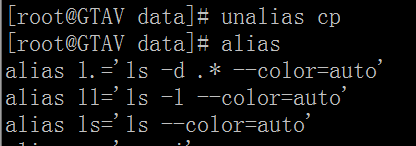 [root@GTAV data]# unalias cp
[root@GTAV data]# alias
alias l.='ls -d .* --color=auto'
alias ll='ls -l --color=auto'
alias ls='ls --color=auto'